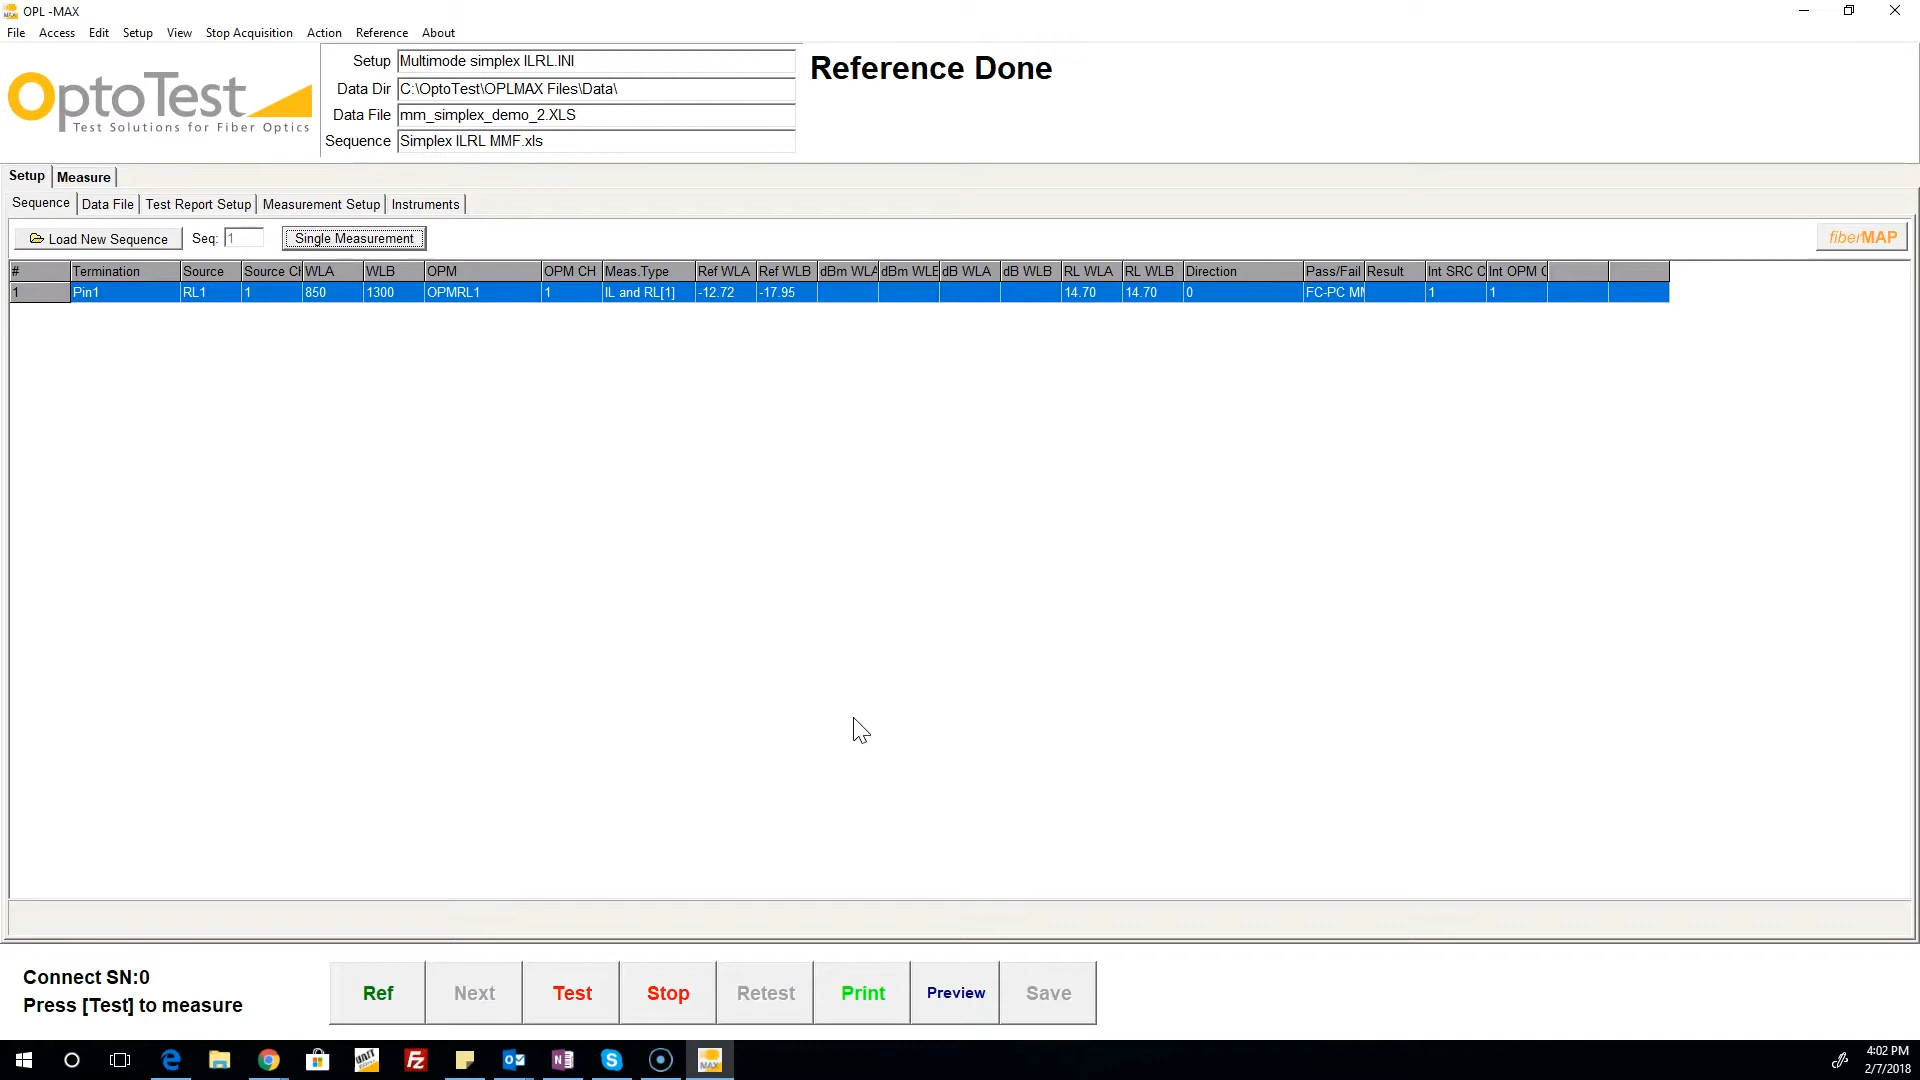 OPL -MAX
File Access Edit Setup View Stop Acquisition Action Reference About
OptoTest
Test Solutions for Fiber Optics
Setup Multimode simplex ILRL.INI
Data Dir C:\OptoTest\OPLMAX Files\Data\
Data File mm_simplex_demo_2.XLS
Sequence Simplex ILRL MMF.xls
Reference Done
Setup Measure
Sequence Data File Test Report Setup Measurement Setup Instruments
Load New Sequence Seq: 1 Single Measurement fiberMAP
# Termination Source Source CH WLA WLB OPM OPM CH Meas.Type Ref WLA Ref WLB dBm WLA dBm WLB dB WLA dB WLB RL WLA RL WLB Direction Pass/Fail Result Int SRC C Int OPM C
1 Pin1 RL1 1 850 1300 OPMRL1 1 IL and RL[1] -12.72 -17.95 14.70 14.70 0 FC-PC MM 1 1
Connect SN:0
Press [Test] to measure
Ref Next Test Stop Retest Print Preview Save
4:02 PM
2/7/2018